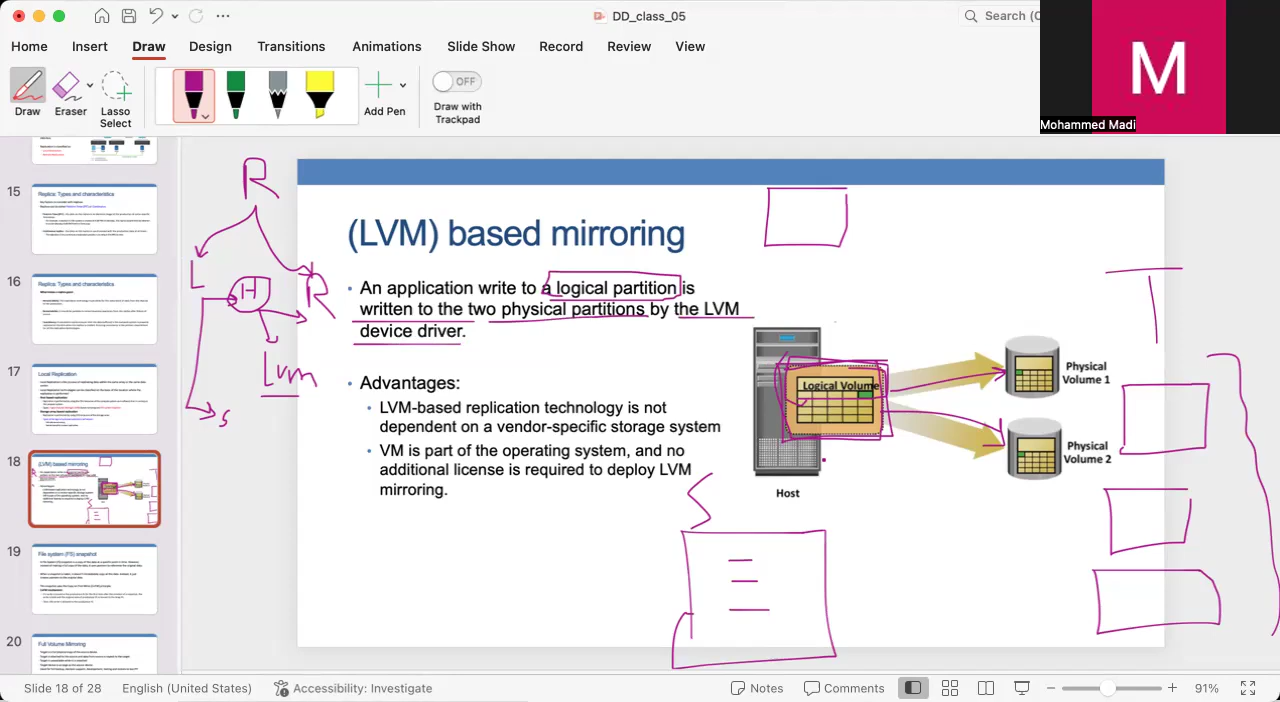 DD_class_05
Search (C
M
Mohammed Madi
Home
Insert
Draw
Design
Transitions
Animations
Slide Show
Record
Review
View
Draw
Eraser
Lasso
Select
Add Pen
OFF
Draw with
Trackpad
15
Replica: Types and characteristics
16
Replica: Types and characteristics
17
Local Replication
18
(LVM) based mirroring
19
File system (FS) snapshot
20
Full Volume Mirroring
R
L
H
R
Lvm
S
(LVM) based mirroring
• An application write to a logical partition is
written to the two physical partitions by the LVM
device driver.
• Advantages:
• LVM-based replication technology is not
dependent on a vendor-specific storage system
• VM is part of the operating system, and no
additional license is required to deploy LVM
mirroring.
Logical Volume
Host
Physical
Volume 1
Physical
Volume 2
Slide 18 of 28
English (United States)
Accessibility: Investigate
Notes
Comments
91%